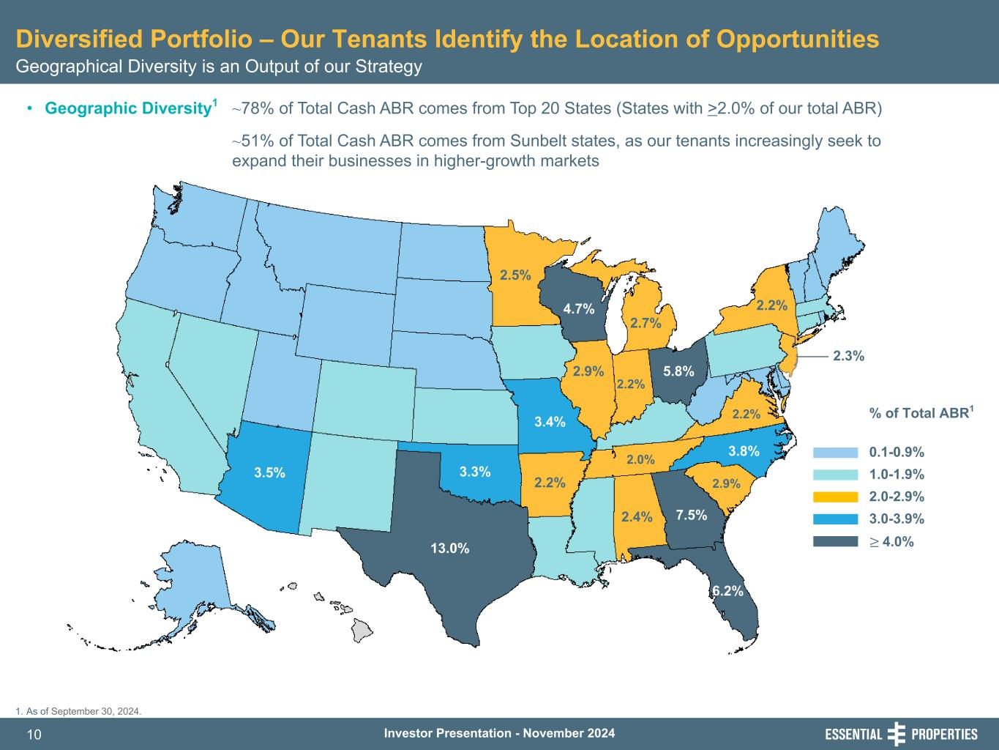 Diversified Portfolio – Our Tenants Identify the Location of Opportunities
Geographical Diversity is an Output of our Strategy
• Geographic Diversity1 ~78% of Total Cash ABR comes from Top 20 States (States with ≥2.0% of our total ABR)
~51% of Total Cash ABR comes from Sunbelt states, as our tenants increasingly seek to
expand their businesses in higher-growth markets
2.5%
4.7%
2.7%
2.2%
2.3%
2.9%
2.2%
5.8%
3.4%
2.2%
3.5%
3.3%
2.2%
2.0%
3.8%
2.9%
2.4%
7.5%
13.0%
6.2%
% of Total ABR1
0.1-0.9%
1.0-1.9%
2.0-2.9%
3.0-3.9%
≥ 4.0%
1. As of September 30, 2024.
10
Investor Presentation - November 2024
ESSENTIAL PROPERTIES